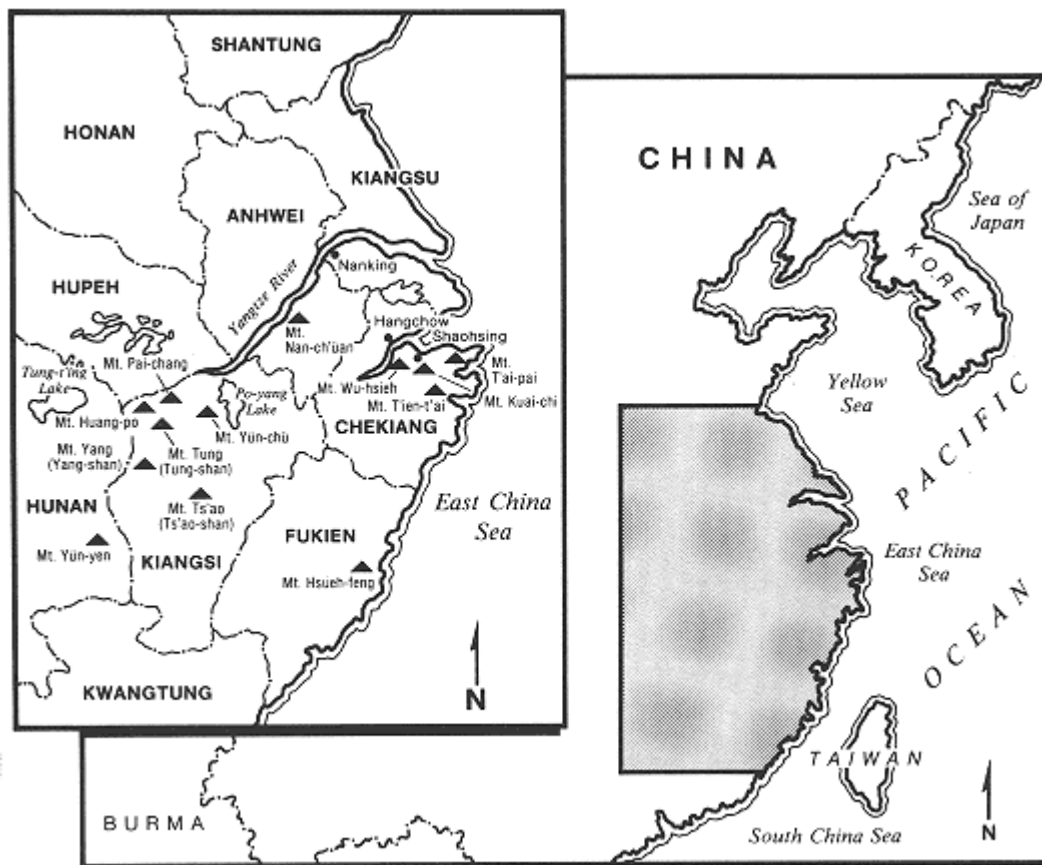 SHANTUNG
HONAN
KIANGSU
ANHWEI
Nanking
HUPEH
Yangtze River
Mt.
Nan-ch'üan
Hangchow
Shaohsing
Mt. Pai-chang
Tung-t'ing
Lake
Po-yang
Lake
Mt.
T'ai-pai
Mt. Wu-hsieh
Mt. T'ien-t'ai
Mt. Kuai-chi
Mt. Huang-po
Mt. Yün-chü
CHEKIANG
Mt. Yang
(Yang-shan)
Mt. Tung
(Tung-shan)
HUNAN
Mt. Ts'ao
(Ts'ao-shan)
East China
Sea
FUKIEN
Mt. Yün-yen
KIANGSI
Mt. Hsüeh-feng
KWANGTUNG
N
CHINA
Sea of
Japan
KOREA
Yellow
Sea
PACIFIC
OCEAN
East China
Sea
TAIWAN
BURMA
South China Sea
N